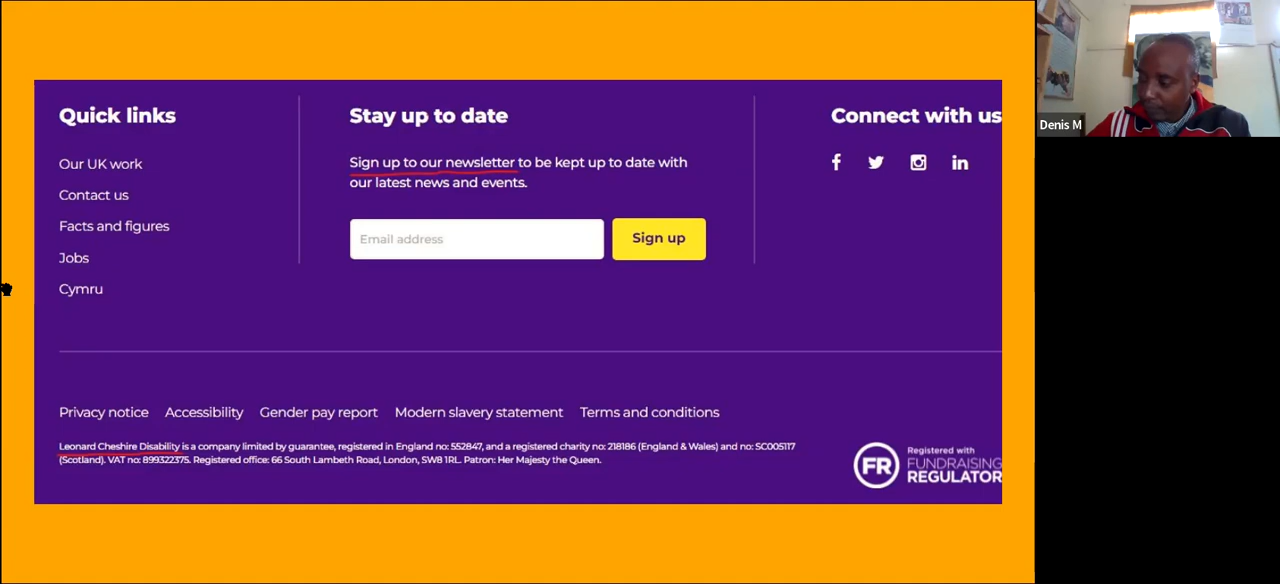 Quick links
Our UK work
Contact us
Facts and figures
Jobs
Cymru
Stay up to date
Sign up to our newsletter to be kept up to date with
our latest news and events.
Email address
Sign up
Connect with us
Privacy notice Accessibility Gender pay report Modern slavery statement Terms and conditions
Leonard Cheshire Disability is a company limited by guarantee, registered in England no: 552847, and a registered charity no: 218186 (England & Wales) and no: SC005117
(Scotland). VAT no: 899322375. Registered office: 66 South Lambeth Road, London, SW8 1RL. Patron: Her Majesty the Queen.
FR
Registered with
FUNDRAISING
REGULATOR
Denis M